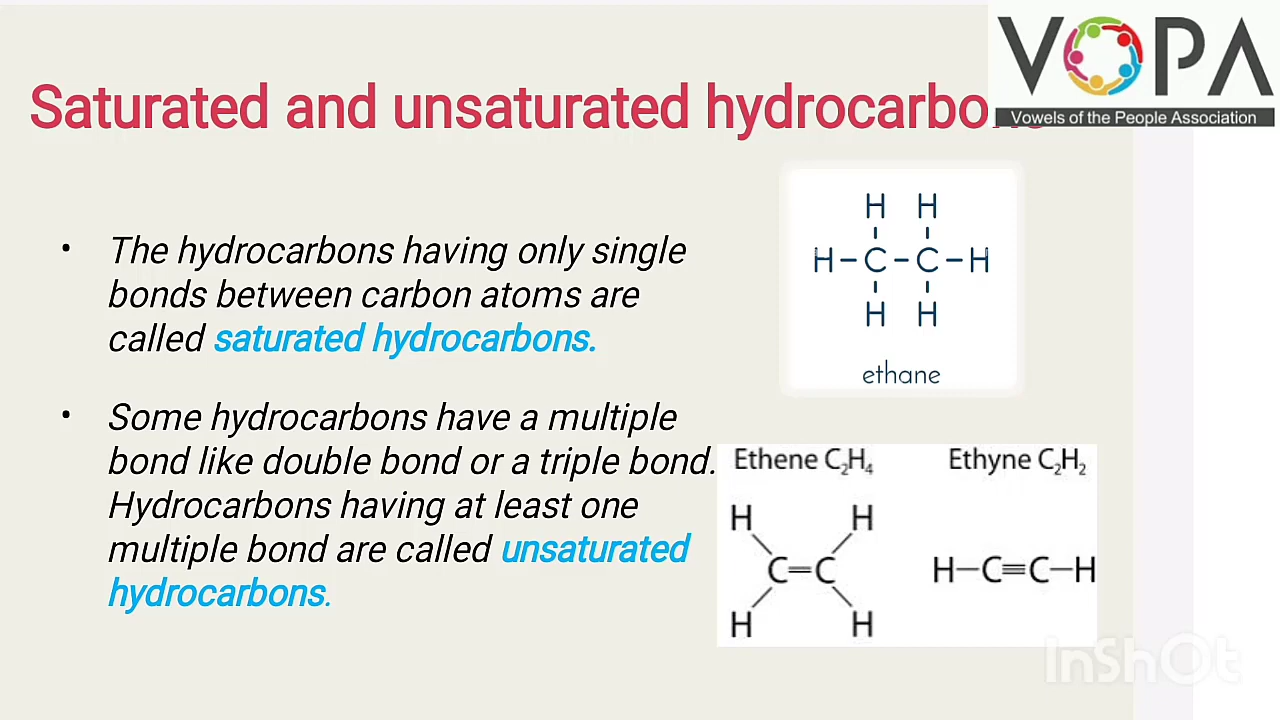 Saturated and unsaturated hydrocarbons
VOPA
Vowels of the People Association
• The hydrocarbons having only single
bonds between carbon atoms are
called saturated hydrocarbons.
• Some hydrocarbons have a multiple
bond like double bond or a triple bond.
Hydrocarbons having at least one
multiple bond are called unsaturated
hydrocarbons.
H H
H–C–C–H
H H
ethane
Ethene C₂H₄
H H
C=C
H H
Ethyne C₂H₂
H–C≡C–H
InShOt